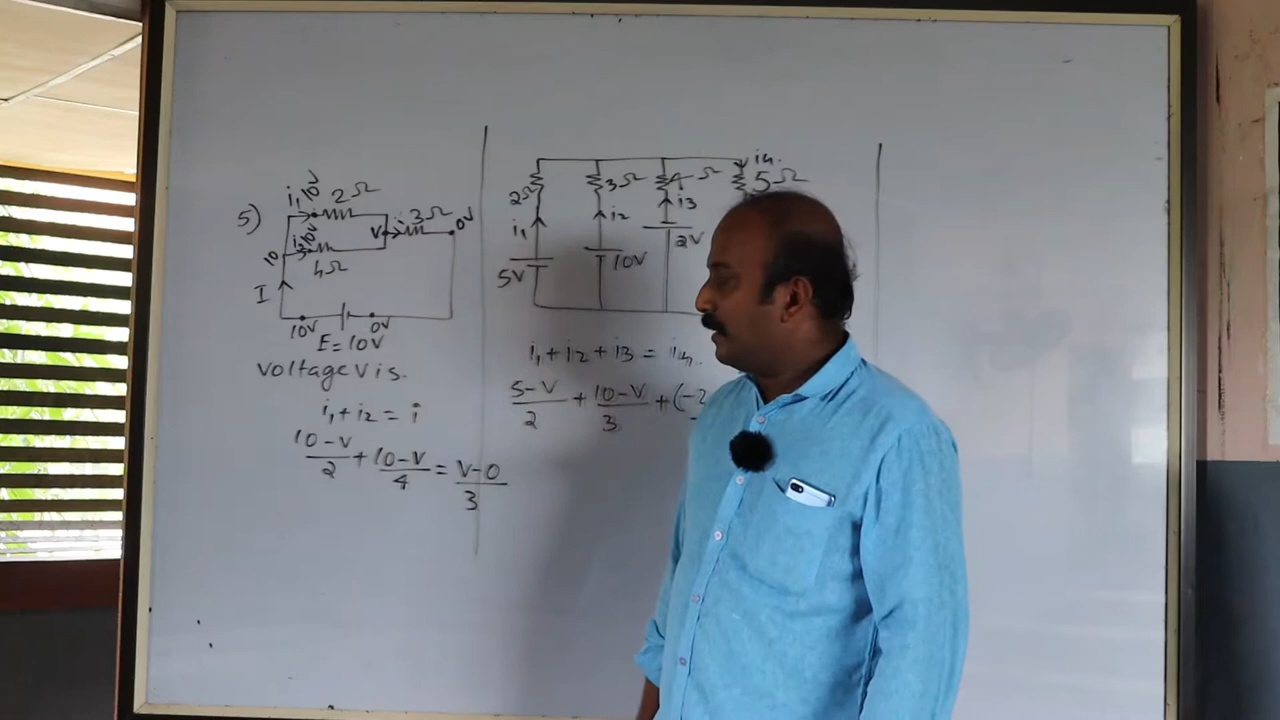 5)
i₁ 10V 2Ω
i₂ 10V
4Ω
10
V i 3Ω 0V
I
10V 0V
E = 10V
voltage V is.
i₁ + i₂ = i
10-V/2 + 10-V/4 = V-0/3
2Ω 3Ω 4Ω 5Ω
i₁ i₂ i₃ i₄.
5V 10V 2V
i₁ + i₂ + i₃ = i₄.
5-V/2 + 10-V/3 + (-2